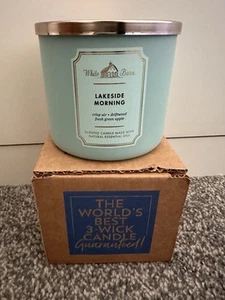 White Barn
LAKESIDE
MORNING
crisp air • driftwood
fresh green apple
SCENTED CANDLE MADE WITH
NATURAL ESSENTIAL OILS
THE
WORLD'S
BEST
3-WICK
CANDLE
Guaranteed!